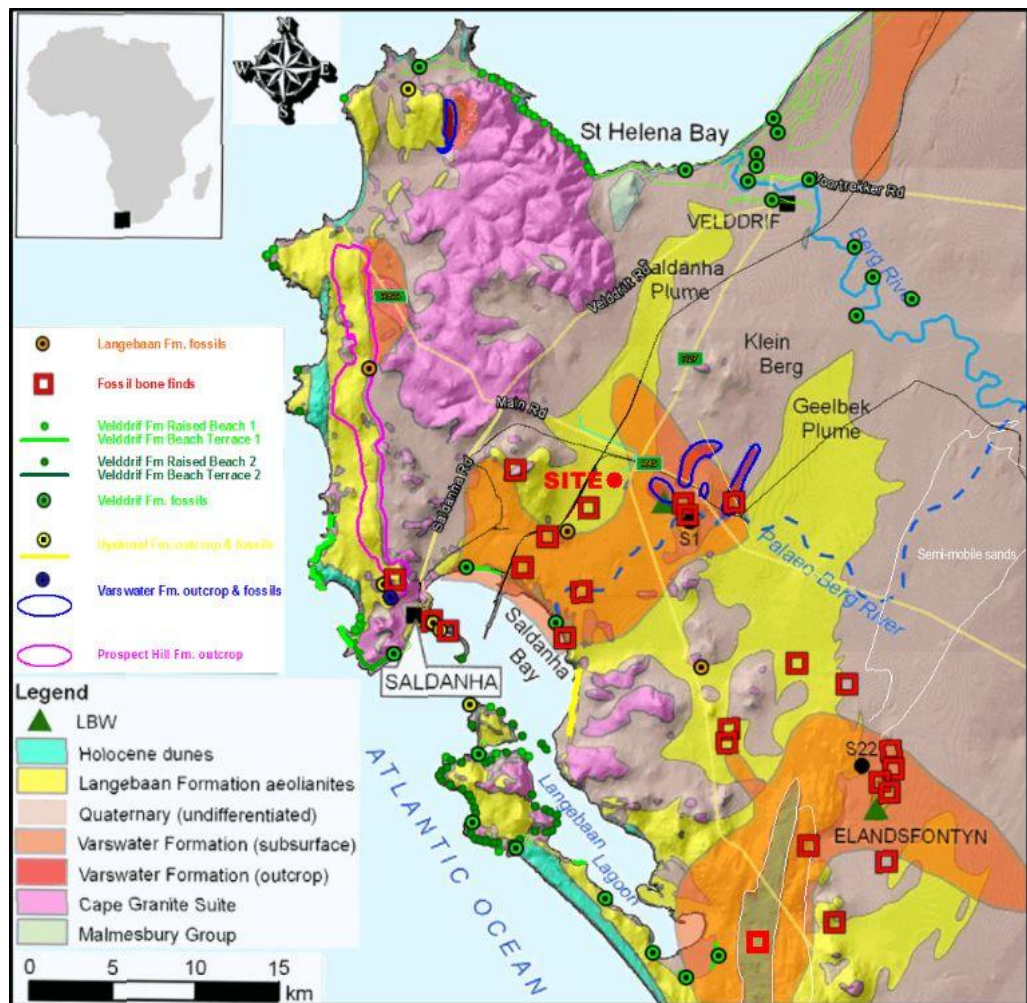 N
W E
S
St Helena Bay
Voortrekker Rd
VELDDRIF
Saldanha
Plume
Velddrift Rd
Berg River
Klein
Berg
R27
Main Rd
Geelbek
Plume
SITE
R45
Saldanha Rd
S1
Palaeo Berg River
Semi-mobile sands
Saldanha
Bay
SALDANHA
S22
ELANDSFONTYN
Langebaan
Lagoon
ATLANTIC OCEAN
Langebaan Fm. fossils
Fossil bone finds
Velddrif Fm Raised Beach 1
Velddrif Fm Beach Terrace 1
Velddrif Fm Raised Beach 2
Velddrif Fm Beach Terrace 2
Velddrif Fm. fossils
Uyekraal Fm. outcrop & fossils
Varswater Fm. outcrop & fossils
Prospect Hill Fm. outcrop
Legend
LBW
Holocene dunes
Langebaan Formation aeolianites
Quaternary (undifferentiated)
Varswater Formation (subsurface)
Varswater Formation (outcrop)
Cape Granite Suite
Malmesbury Group
0 5 10 15
km